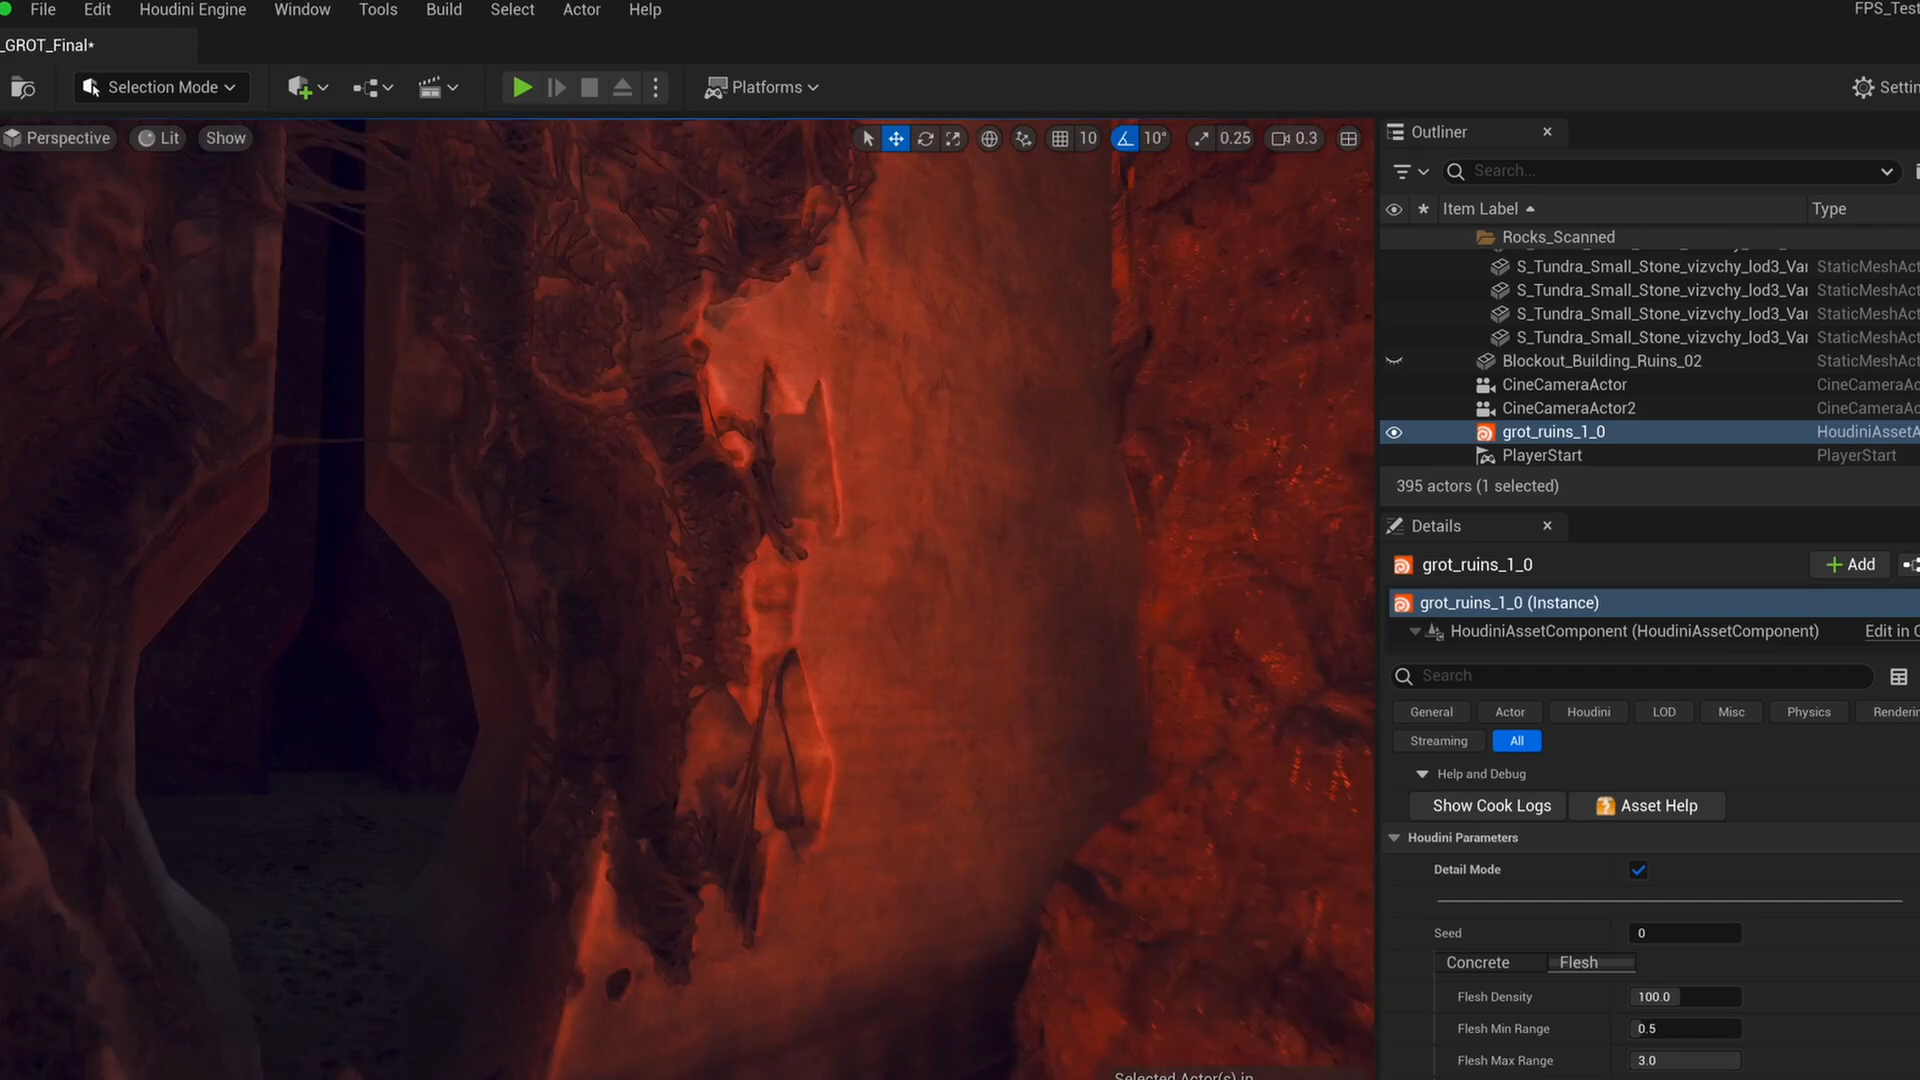 File Edit Houdini Engine Window Tools Build Select Actor Help FPS_Test
_GROT_Final*
Selection Mode Platforms Settin
Perspective Lit Show 10 10° 0.25 0.3
Outliner
Search...
Item Label Type
Rocks_Scanned
S_Tundra_Small_Stone_vizvchy_lod3_Var StaticMeshAct
S_Tundra_Small_Stone_vizvchy_lod3_Var StaticMeshAct
S_Tundra_Small_Stone_vizvchy_lod3_Var StaticMeshAct
S_Tundra_Small_Stone_vizvchy_lod3_Var StaticMeshAct
Blockout_Building_Ruins_02 StaticMeshAct
CineCameraActor CineCameraAc
CineCameraActor2 CineCameraAc
grot_ruins_1_0 HoudiniAssetA
PlayerStart PlayerStart
395 actors (1 selected)
Details
grot_ruins_1_0 Add
grot_ruins_1_0 (Instance)
HoudiniAssetComponent (HoudiniAssetComponent) Edit in C
Search
General Actor Houdini LOD Misc Physics Renderin
Streaming All
Help and Debug
Show Cook Logs Asset Help
Houdini Parameters
Detail Mode
Seed 0
Concrete Flesh
Flesh Density 100.0
Flesh Min Range 0.5
Flesh Max Range 3.0
Selected Actor(s) in